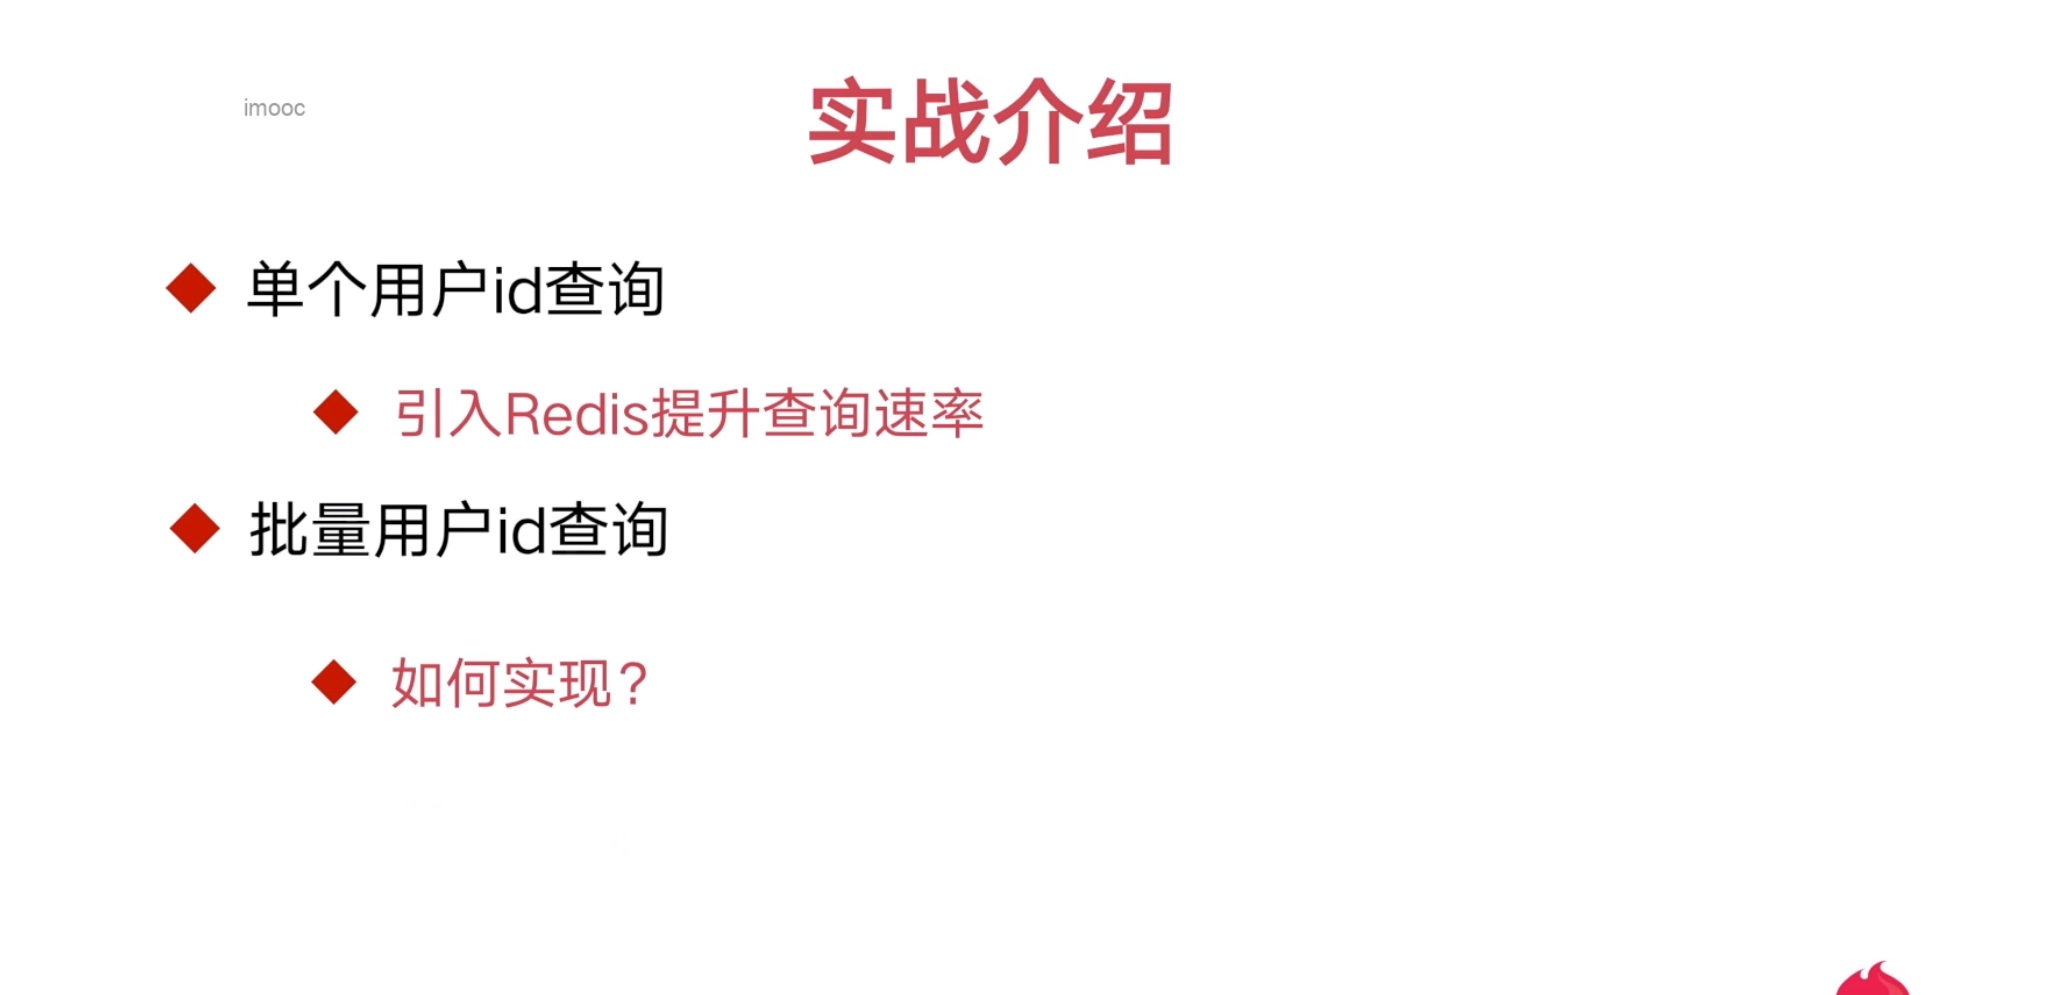 imooc
实战介绍
单个用户id查询
引入Redis提升查询速率
批量用户id查询
如何实现？